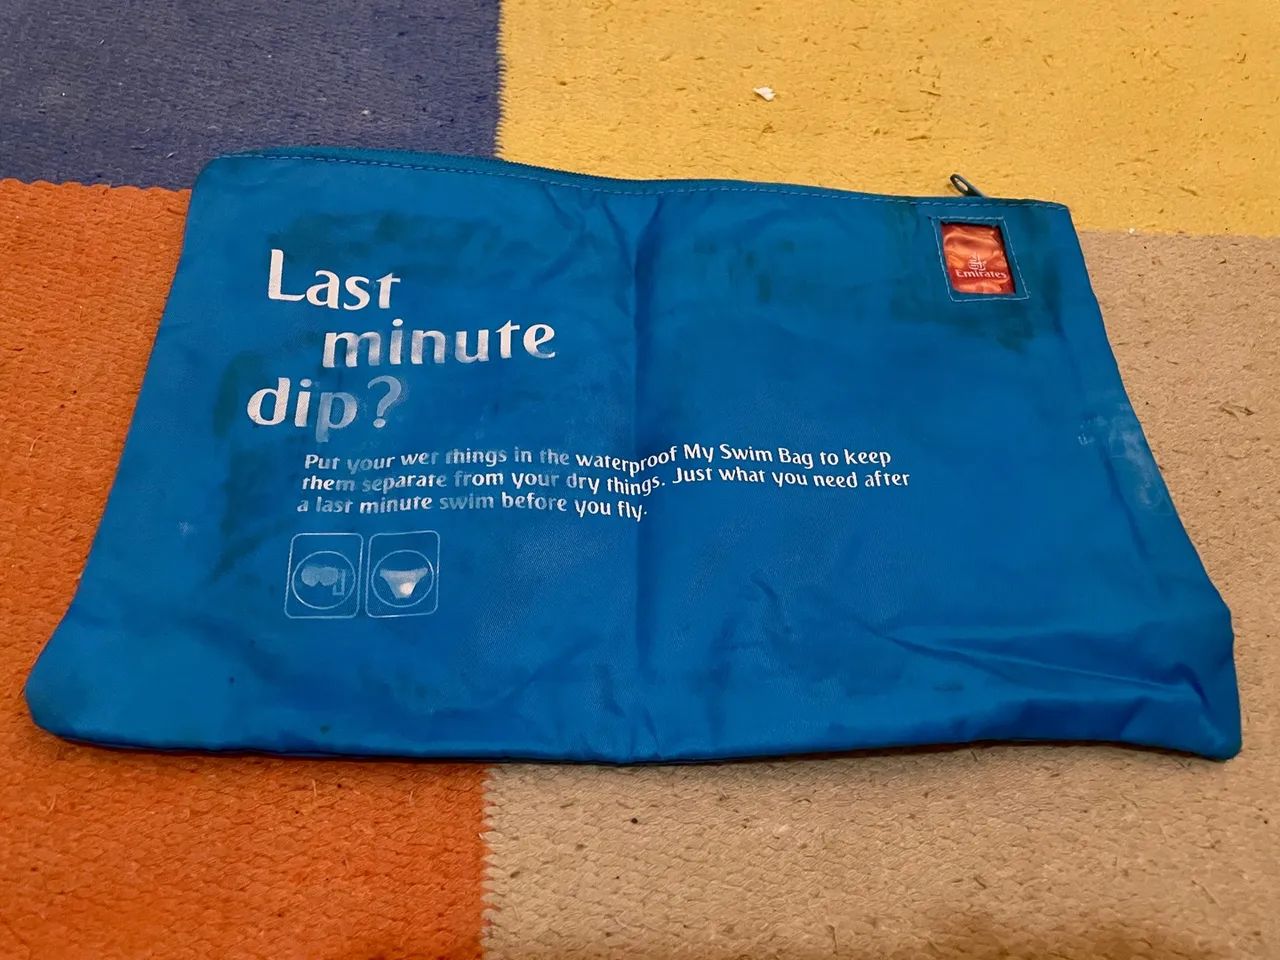 Last
minute
dip?
Put your wet things in the waterproof My Swim Bag to keep
them separate from your dry things. Just what you need after
a last minute swim before you fly.
Emirates